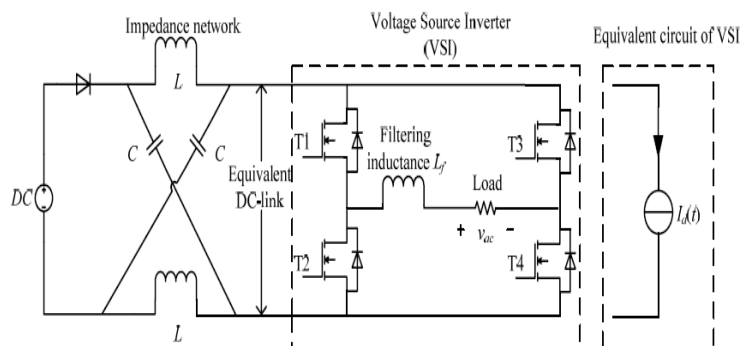 Impedance network
Voltage Source Inverter
(VSI)
Equivalent circuit of VSI
L
T1
T3
Filtering
inductance Lf
C
C
Equivalent
DC-link
Load
DC
+ vac -
Id(t)
T2
T4
L